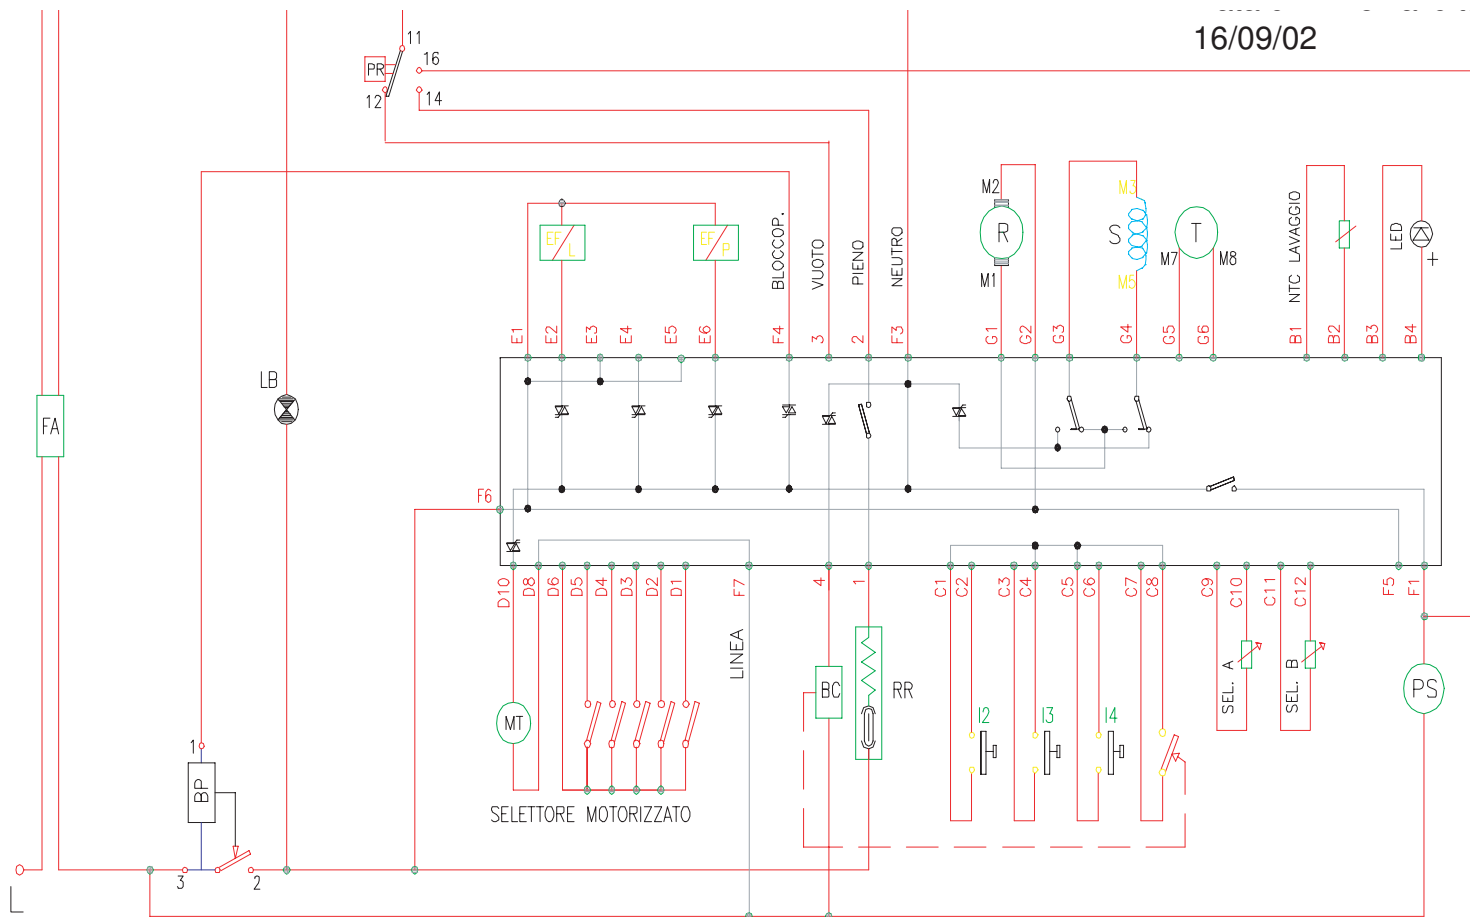 16/09/02
11
PR
16
12
14
M2
R
M1
M3
S
M5
T
M7
M8
NTC LAVAGGIO
LED
+
EF
L
EF
P
BLOCCOP.
VUOTO
PIENO
NEUTRO
E1
E2
E3
E4
E5
E6
F4
3
2
F3
G1
G2
G3
G4
G5
G6
B1
B2
B3
B4
LB
FA
F6
D10
D8
D6
D5
D4
D3
D2
D1
F7
4
1
C1
C2
C3
C4
C5
C6
C7
C8
C9
C10
C11
C12
F5
F1
LINEA
BC
RR
SEL. A
SEL. B
PS
MT
I2
I3
I4
1
BP
SELETTORE MOTORIZZATO
3
2
L